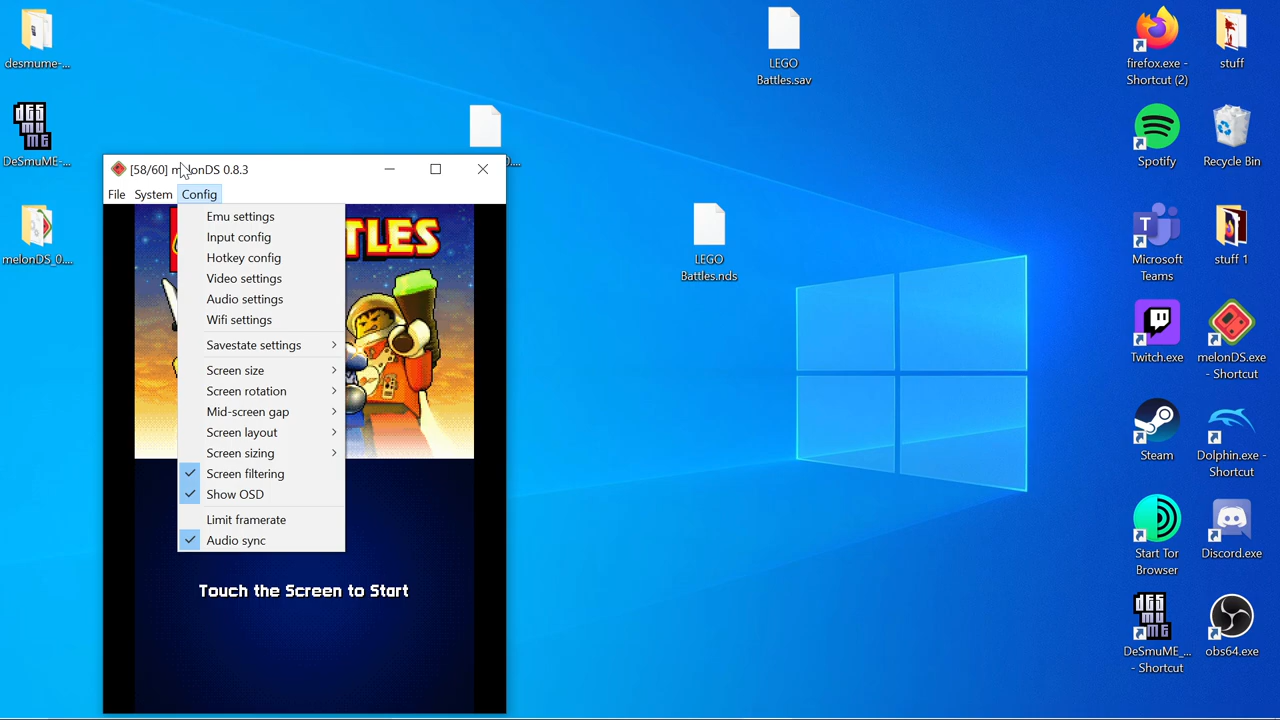 desmume-...
DeSmuME-...
melonDS_0....
LEGO
Battles.sav
LEGO
Battles.nds
[58/60] melonDS 0.8.3
File System Config
Emu settings
Input config
Hotkey config
Video settings
Audio settings
Wifi settings
Savestate settings
Screen size
Screen rotation
Mid-screen gap
Screen layout
Screen sizing
Screen filtering
Show OSD
Limit framerate
Audio sync
Touch the Screen to Start
firefox.exe -
Shortcut (2)
stuff
Spotify
Recycle Bin
Microsoft
Teams
stuff 1
Twitch.exe
melonDS.exe
- Shortcut
Steam
Dolphin.exe -
Shortcut
Start Tor
Browser
Discord.exe
DeSmuME_...
- Shortcut
obs64.exe